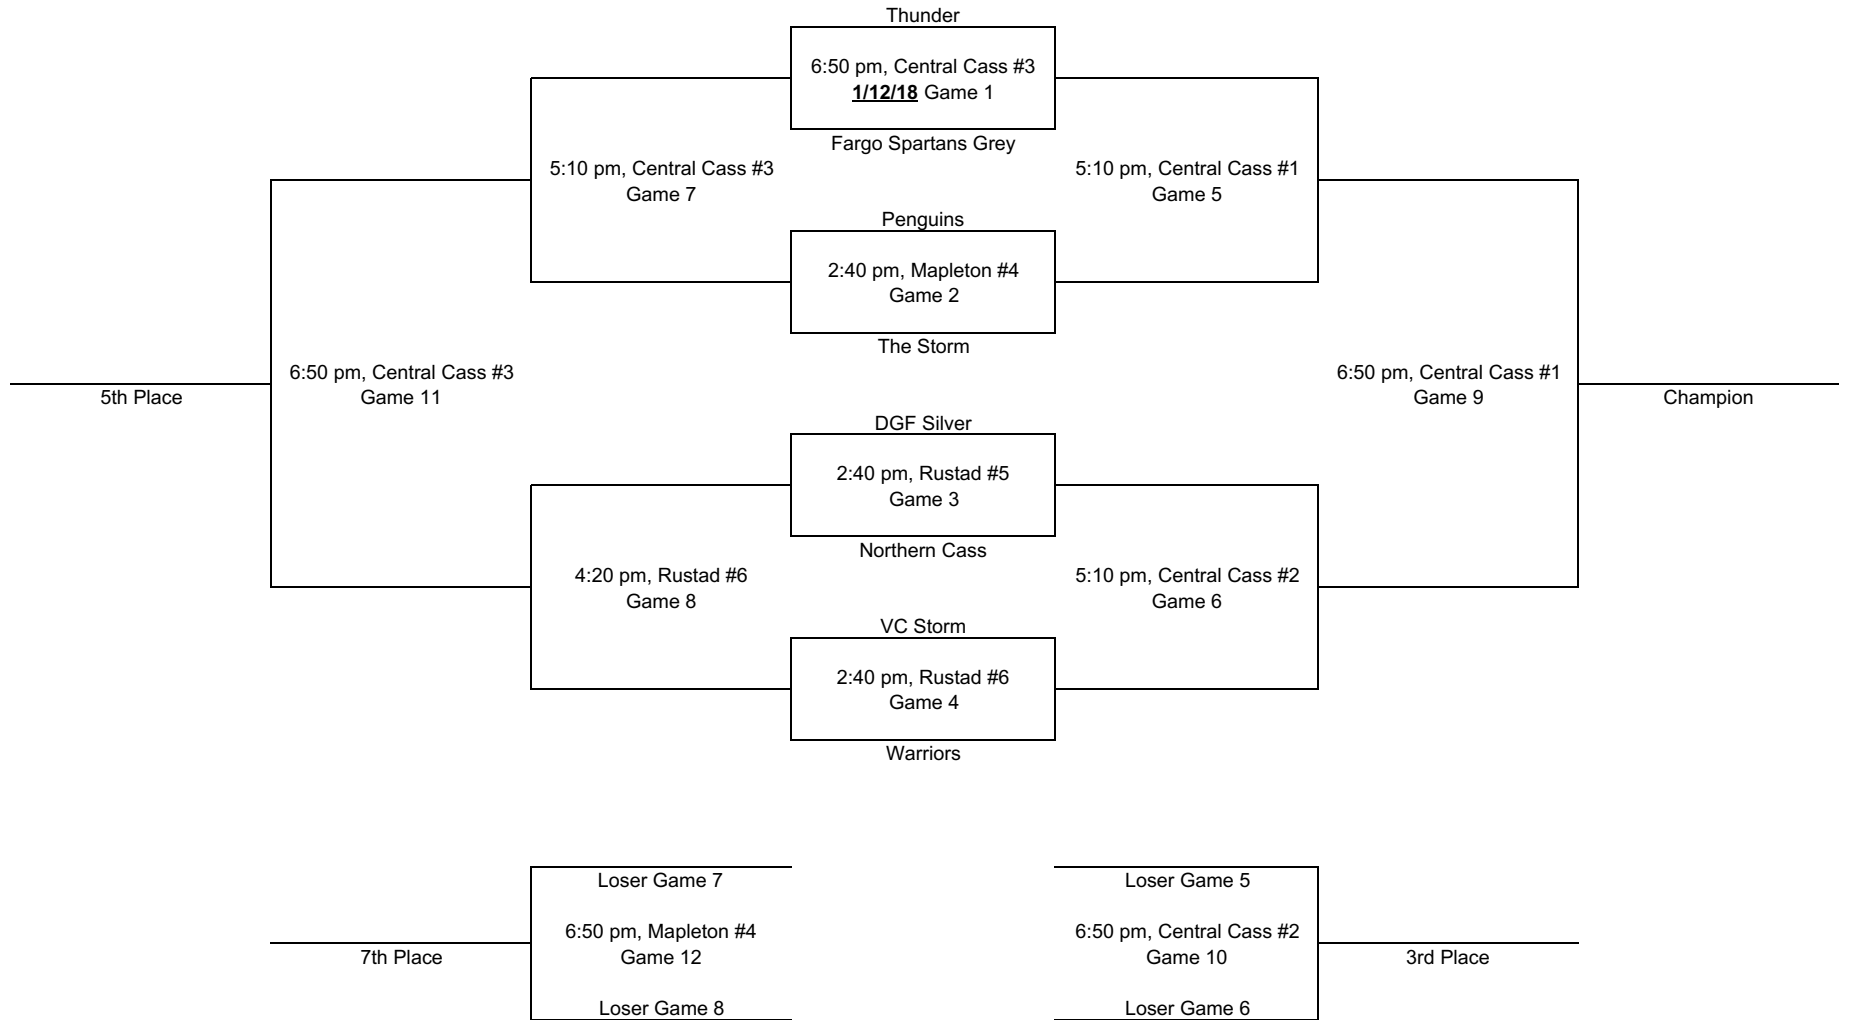 Thunder
6:50 pm, Central Cass #3
1/12/18 Game 1
Fargo Spartans Grey
5:10 pm, Central Cass #3
Game 7
5:10 pm, Central Cass #1
Game 5
Penguins
2:40 pm, Mapleton #4
Game 2
The Storm
6:50 pm, Central Cass #3
Game 11
5th Place
6:50 pm, Central Cass #1
Game 9
Champion
DGF Silver
2:40 pm, Rustad #5
Game 3
Northern Cass
4:20 pm, Rustad #6
Game 8
5:10 pm, Central Cass #2
Game 6
VC Storm
2:40 pm, Rustad #6
Game 4
Warriors
Loser Game 7
6:50 pm, Mapleton #4
Game 12
7th Place
Loser Game 8
Loser Game 5
6:50 pm, Central Cass #2
Game 10
3rd Place
Loser Game 6